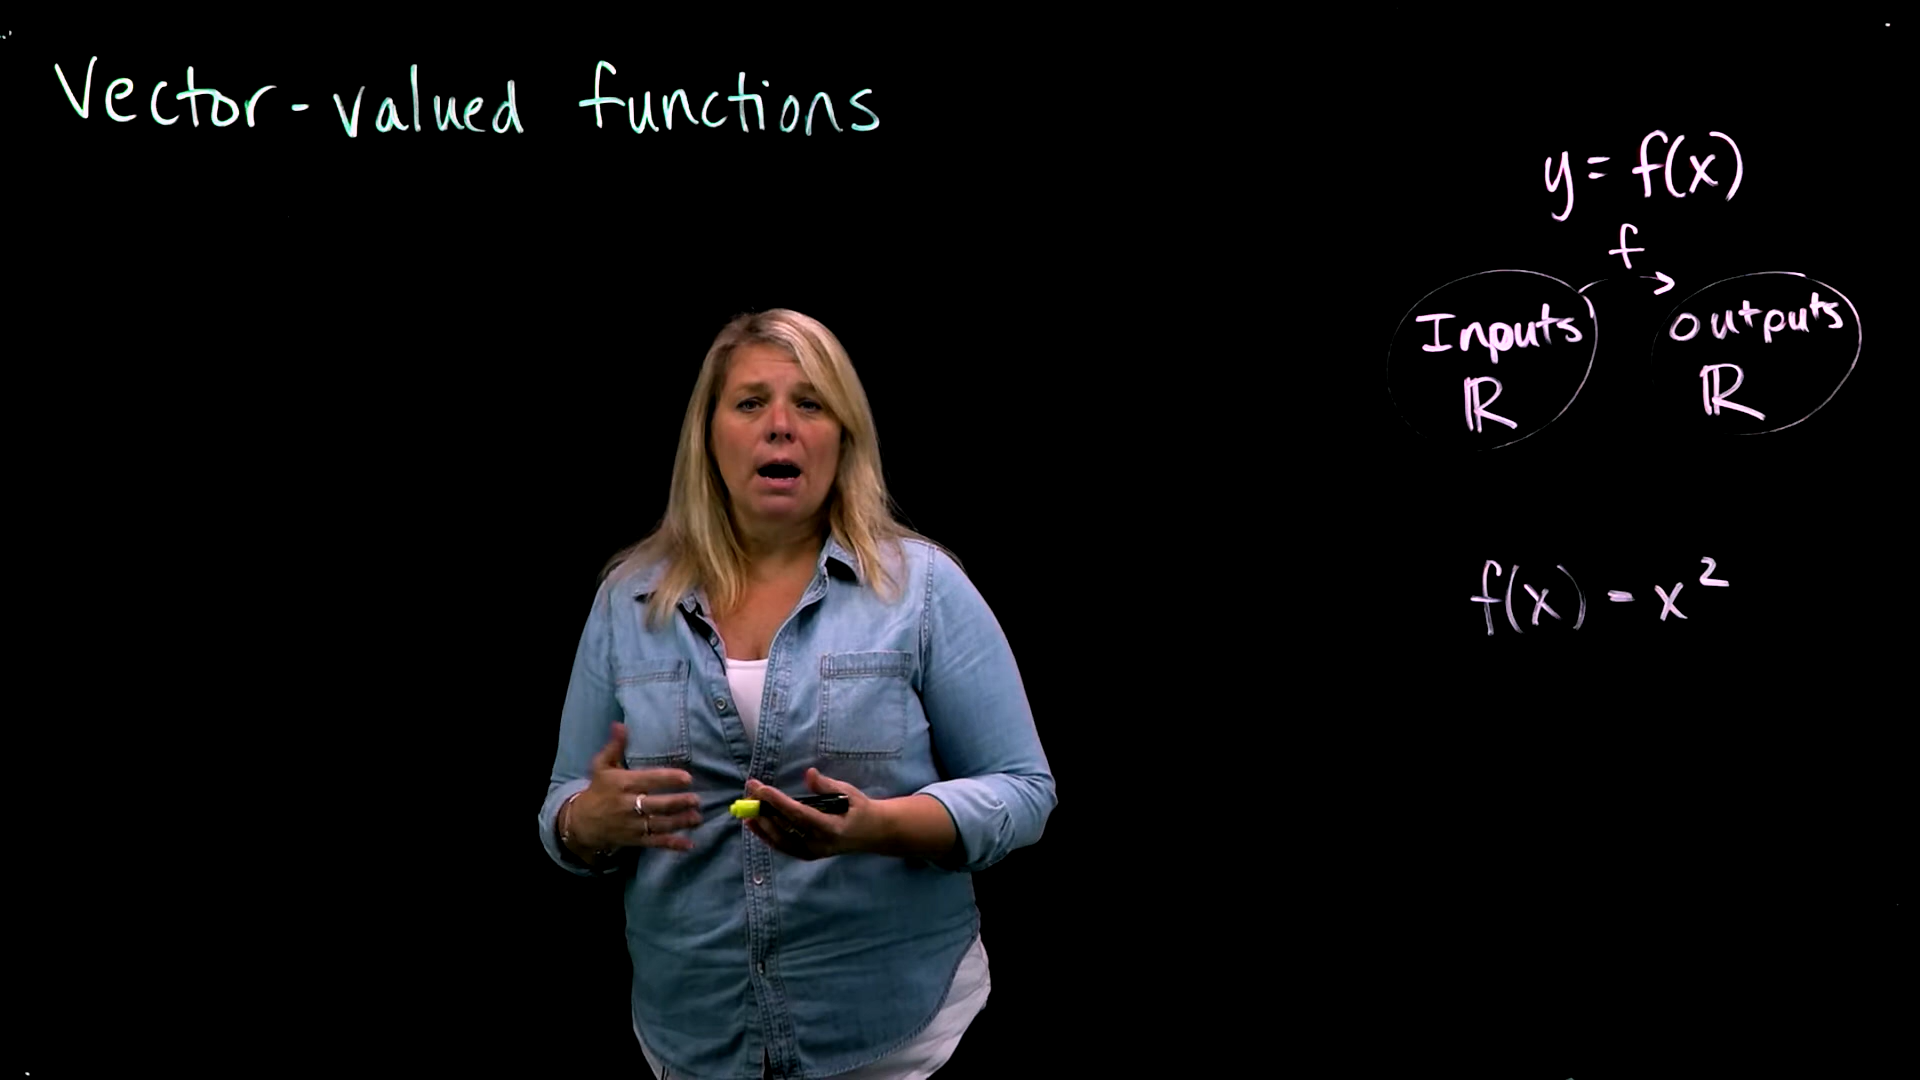 Vector-valued functions
y = f(x)
f
Inputs
ℝ
outputs
ℝ
f(x) = x²